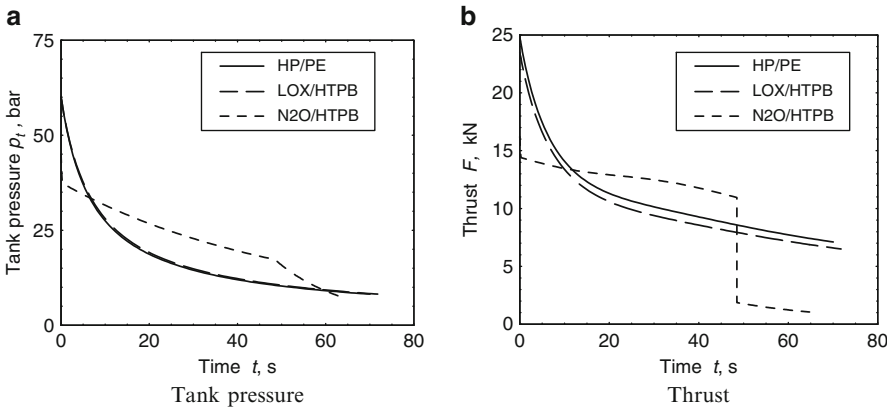 a
75
50
25
0
Tank pressure pt , bar
HP/PE
LOX/HTPB
N2O/HTPB
0 20 40 60 80
Time t, s
Tank pressure
b
25
20
15
10
5
0
Thrust F, kN
HP/PE
LOX/HTPB
N2O/HTPB
0 20 40 60 80
Time t, s
Thrust